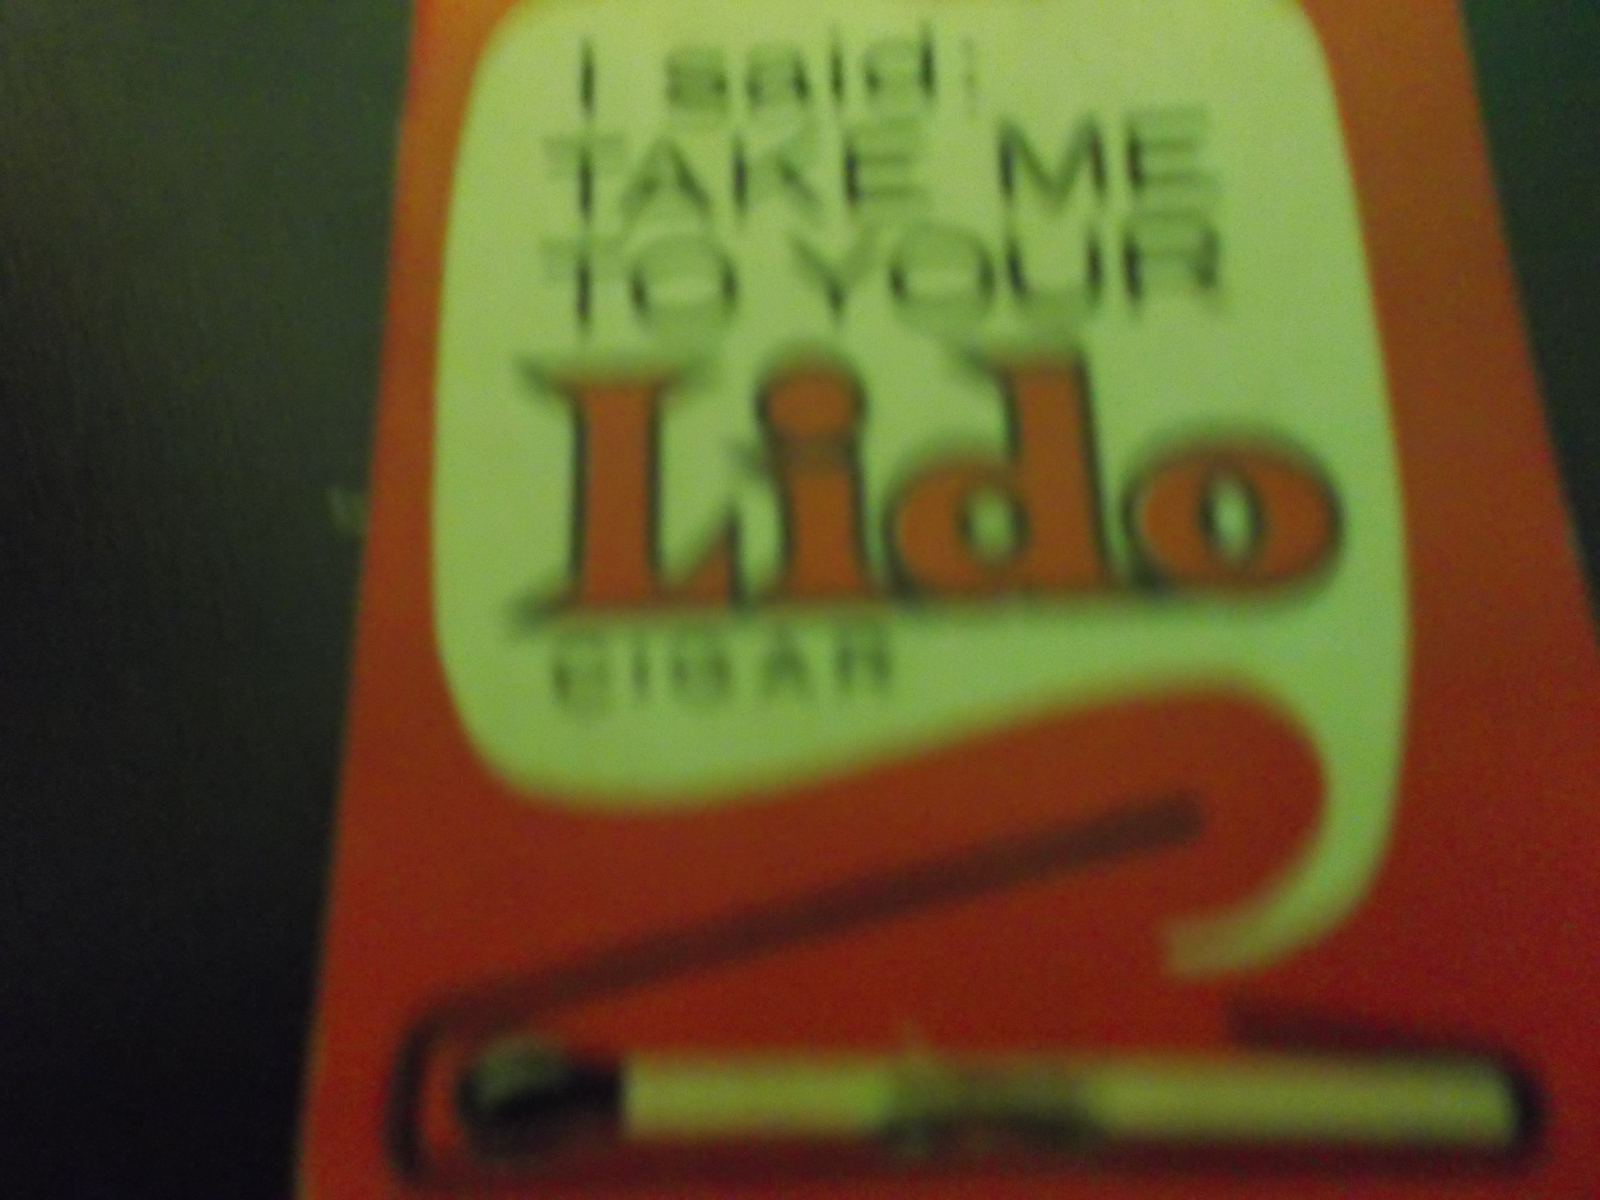 I said:
TAKE ME
TO YOUR
Lido
CIGAR